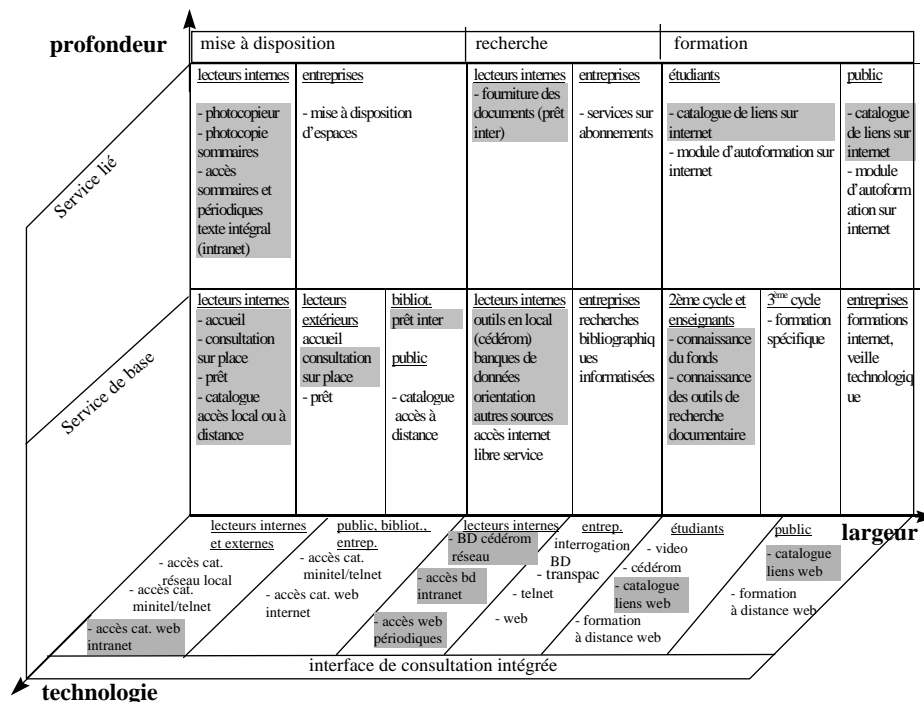 profondeur
mise à disposition
recherche
formation
lecteurs internes
- photocopieur
- photocopie
sommaires
- accès
sommaires et
périodiques
texte intégral
(intranet)
entreprises
- mise à disposition
d'espaces
lecteurs internes
- fourniture des
documents (prêt
inter)
entreprises
- services sur
abonnements
étudiants
- catalogue de liens sur
internet
- module d'autoformation sur
internet
public
- catalogue
de liens sur
internet
- module
d'autoform
ation sur
internet
Service lié
lecteurs internes
- accueil
- consultation
sur place
- prêt
- catalogue
accès local ou à
distance
lecteurs
extérieurs
accueil
consultation
sur place
- prêt
bibliot.
prêt inter
public
- catalogue
accès à
distance
lecteurs internes
outils en local
(cédérom)
banques de
données
orientation
autres sources
accès internet
libre service
entreprises
recherches
bibliographiq
ues
informatisées
2ème cycle et
enseignants
- connaissance
du fonds
- connaissance
des outils de
recherche
documentaire
3ème cycle
- formation
spécifique
entreprises
formations
internet,
veille
technologiq
ue
Service de base
largeur
lecteurs internes
et externes
- accès cat.
réseau local
- accès cat.
minitel/telnet
- accès cat. web
intranet
public, bibliot.,
entrep.
- accès cat.
minitel/telnet
- accès cat. web
internet
lecteurs internes
- BD cédérom
réseau
- accès bd
intranet
- accès web
périodiques
entrep.
interrogation
BD
- transpac
- telnet
- web
étudiants
- video
- cédérom
- catalogue
liens web
- formation
à distance web
public
- catalogue
liens web
- formation
à distance web
interface de consultation intégrée
technologie